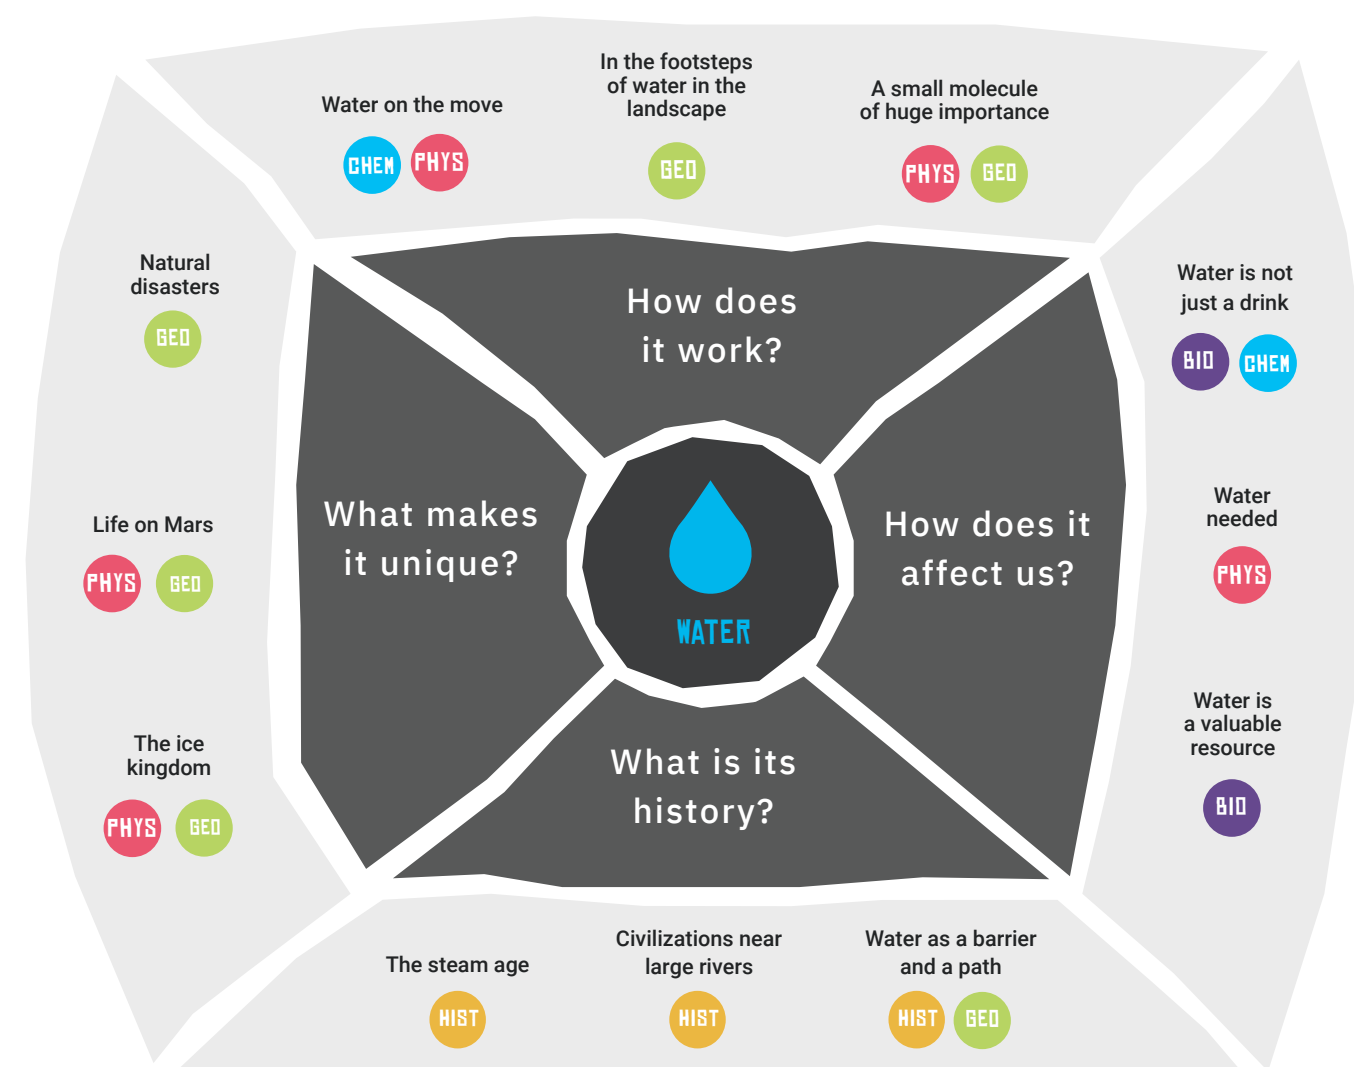 Water on the move
CHEM PHYS
In the footsteps
of water in the
landscape
GEO
A small molecule
of huge importance
PHYS GEO
Natural
disasters
GEO
Life on Mars
PHYS GEO
The ice
kingdom
PHYS GEO
How does
it work?
What makes
it unique?
WATER
How does it
affect us?
What is its
history?
Water is not
just a drink
BIO CHEM
Water
needed
PHYS
Water is
a valuable
resource
BIO
The steam age
HIST
Civilizations near
large rivers
HIST
Water as a barrier
and a path
HIST GEO